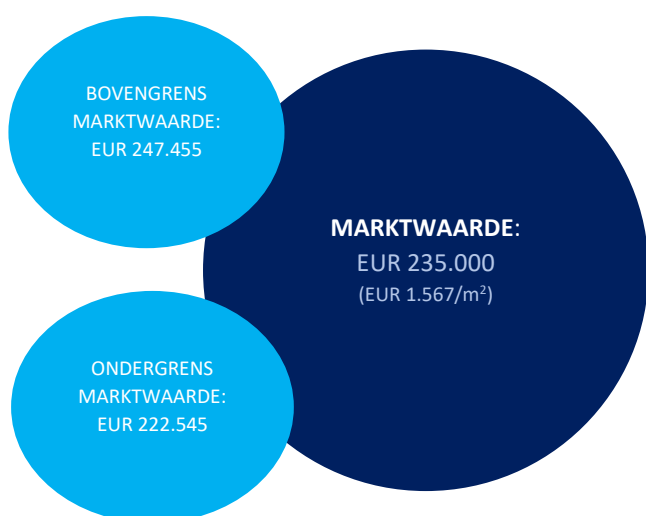 BOVENGRENS
MARKTWAARDE:
EUR 247.455
MARKTWAARDE:
EUR 235.000
(EUR 1.567/m²)
ONDERGRENS
MARKTWAARDE:
EUR 222.545